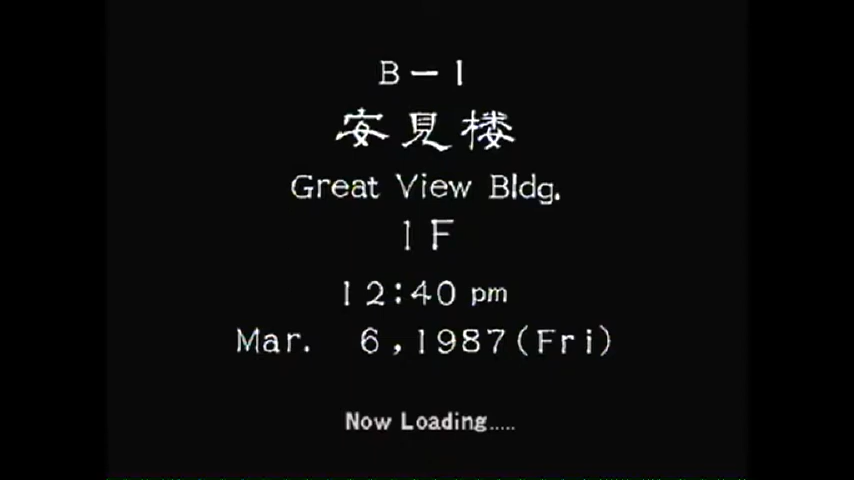 B-1
安見楼
Great View Bldg.
1F
12:40 pm
Mar. 6,1987(Fri)
Now Loading.....